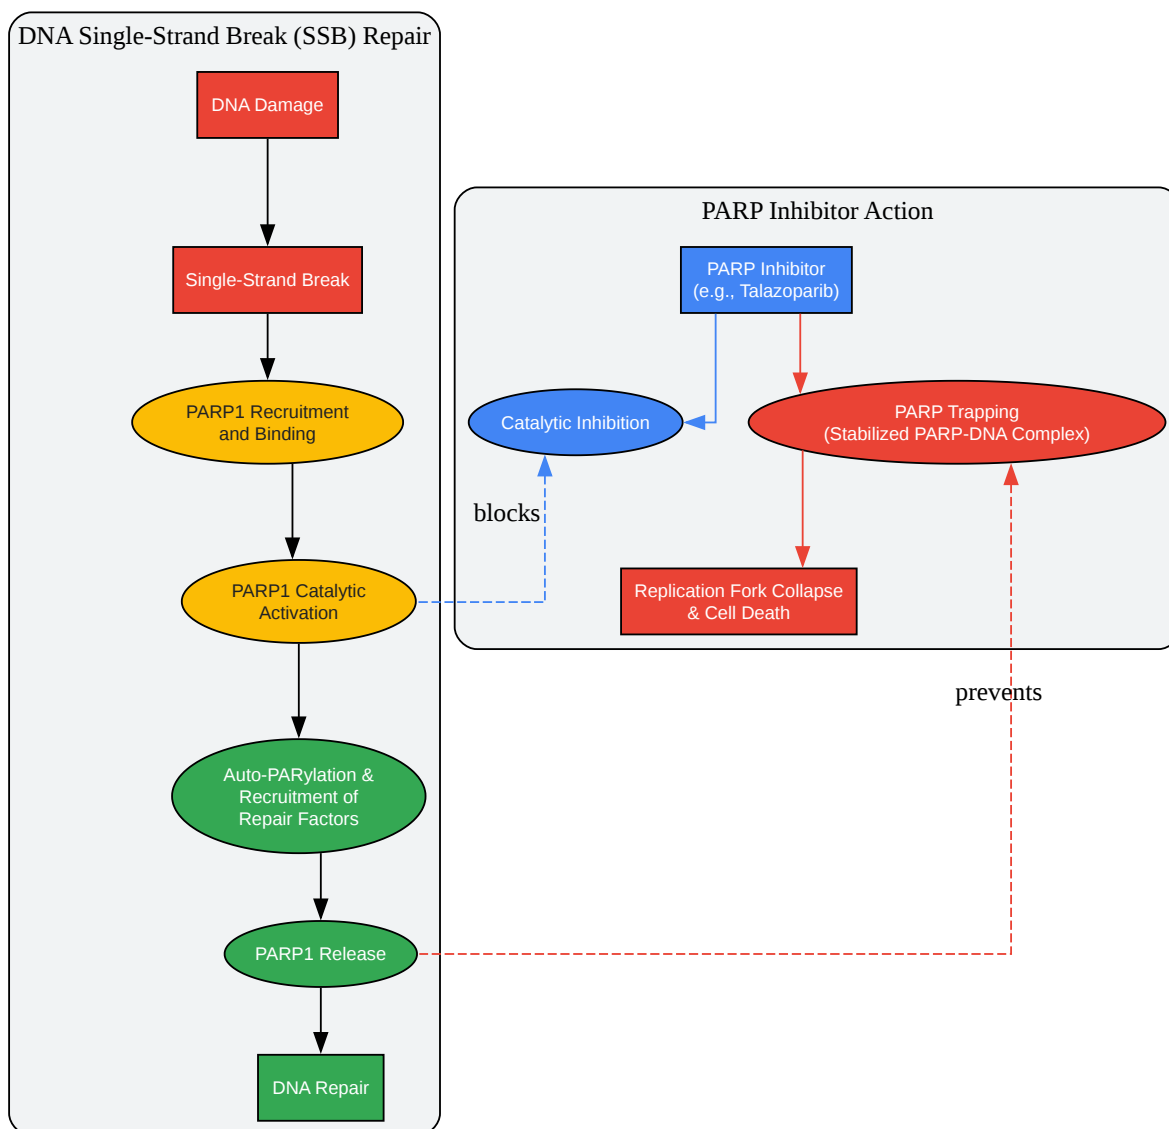 DNA Single-Strand Break (SSB) Repair
DNA Damage
Single-Strand Break
PARP1 Recruitment
and Binding
PARP1 Catalytic
Activation
Auto-PARylation &
Recruitment of
Repair Factors
PARP1 Release
DNA Repair
PARP Inhibitor Action
PARP Inhibitor
(e.g., Talazoparib)
Catalytic Inhibition
PARP Trapping
(Stabilized PARP-DNA Complex)
blocks
Replication Fork Collapse
& Cell Death
prevents